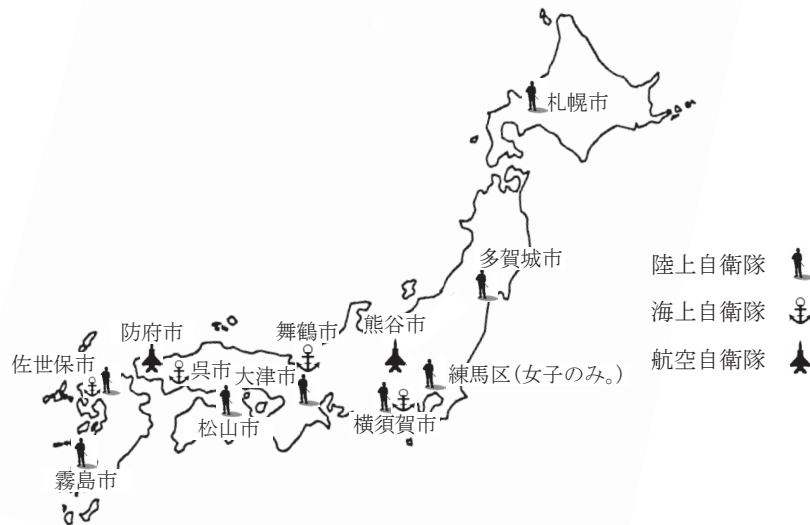 札幌市
多賀城市
陸上自衛隊
海上自衛隊
航空自衛隊
防府市
舞鶴市
熊谷市
佐世保市
呉市
大津市
練馬区(女子のみ。)
松山市
横須賀市
霧島市